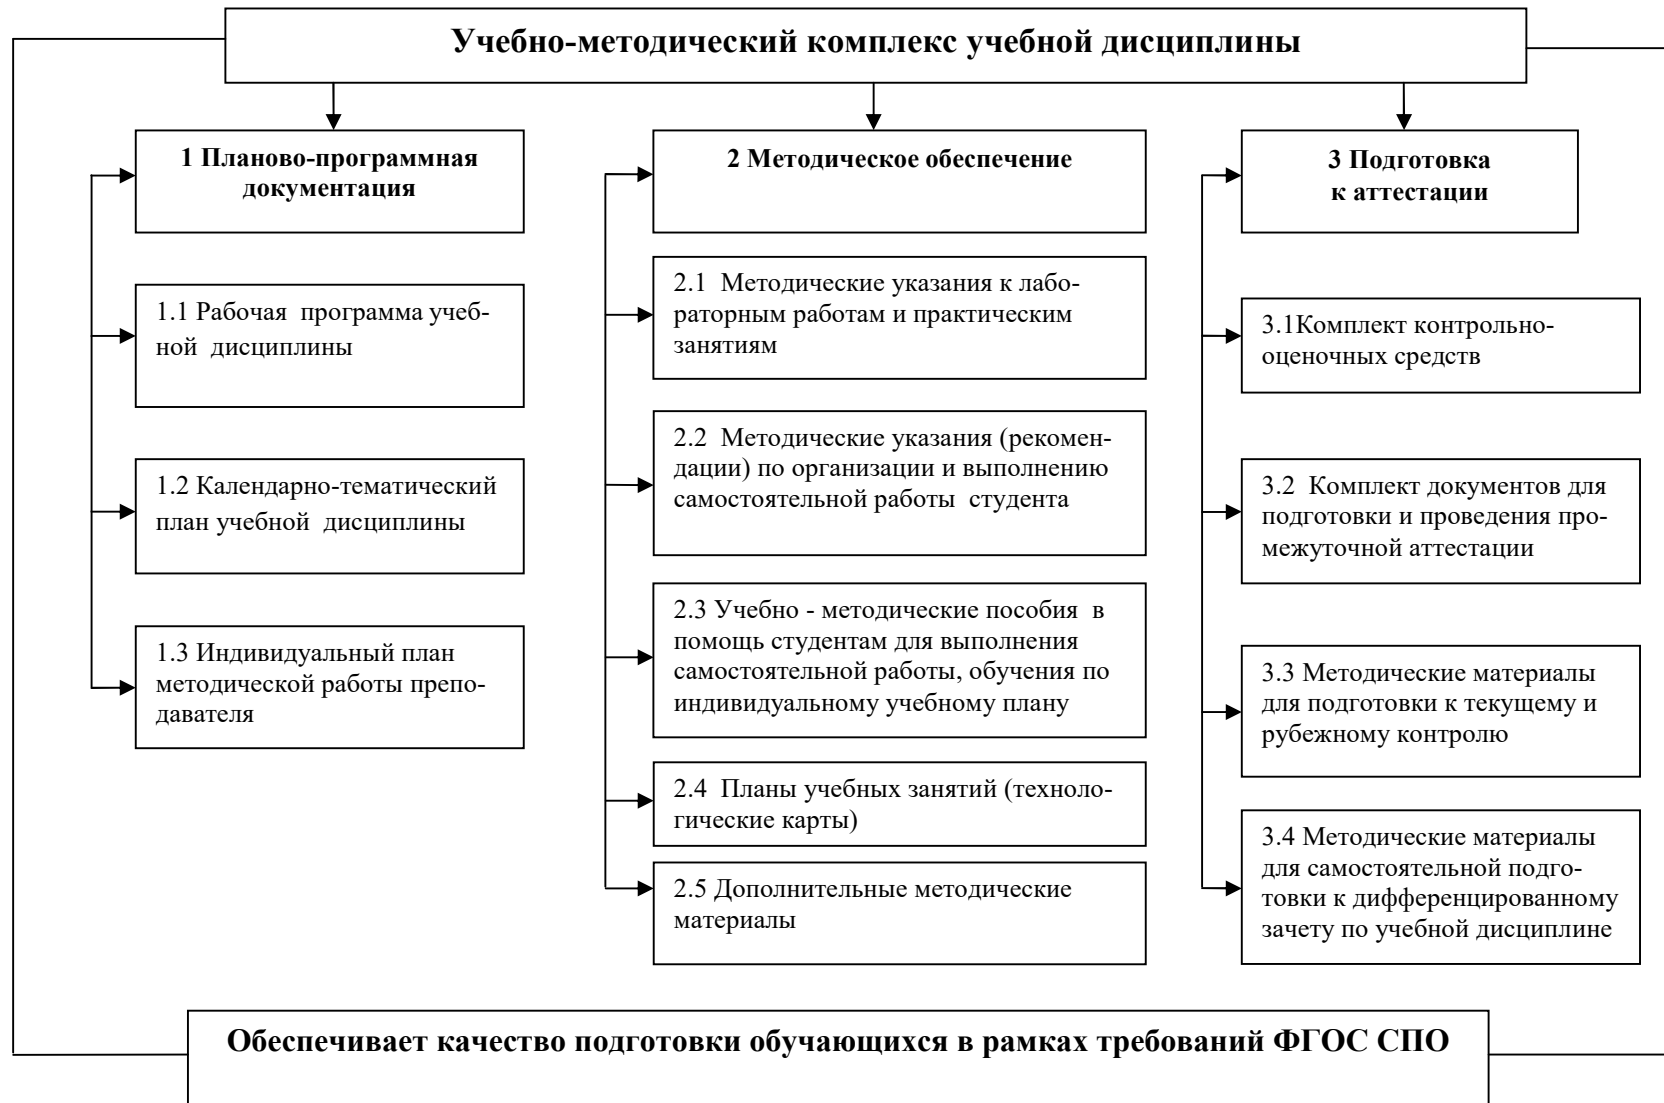 Учебно-методический комплекс учебной дисциплины
1 Планово-программная
документация
1.1 Рабочая  программа учеб-
ной  дисциплины
1.2 Календарно-тематический
план учебной  дисциплины
1.3 Индивидуальный план
методической работы препо-
давателя
2 Методическое обеспечение
2.1  Методические указания к лабо-
раторным работам и практическим
занятиям
2.2  Методические указания (рекомен-
дации) по организации и выполнению
самостоятельной работы  студента
2.3 Учебно - методические пособия  в
помощь студентам для выполнения
самостоятельной работы, обучения по
индивидуальному учебному плану
2.4  Планы учебных занятий (техноло-
гические карты)
2.5 Дополнительные методические
материалы
3 Подготовка
к аттестации
3.1Комплект контрольно-
оценочных средств
3.2  Комплект документов для
подготовки и проведения про-
межуточной аттестации
3.3 Методические материалы
для подготовки к текущему и
рубежному контролю
3.4 Методические материалы
для самостоятельной подго-
товки к дифференцированному
зачету по учебной дисциплине
Обеспечивает качество подготовки обучающихся в рамках требований ФГОС СПО